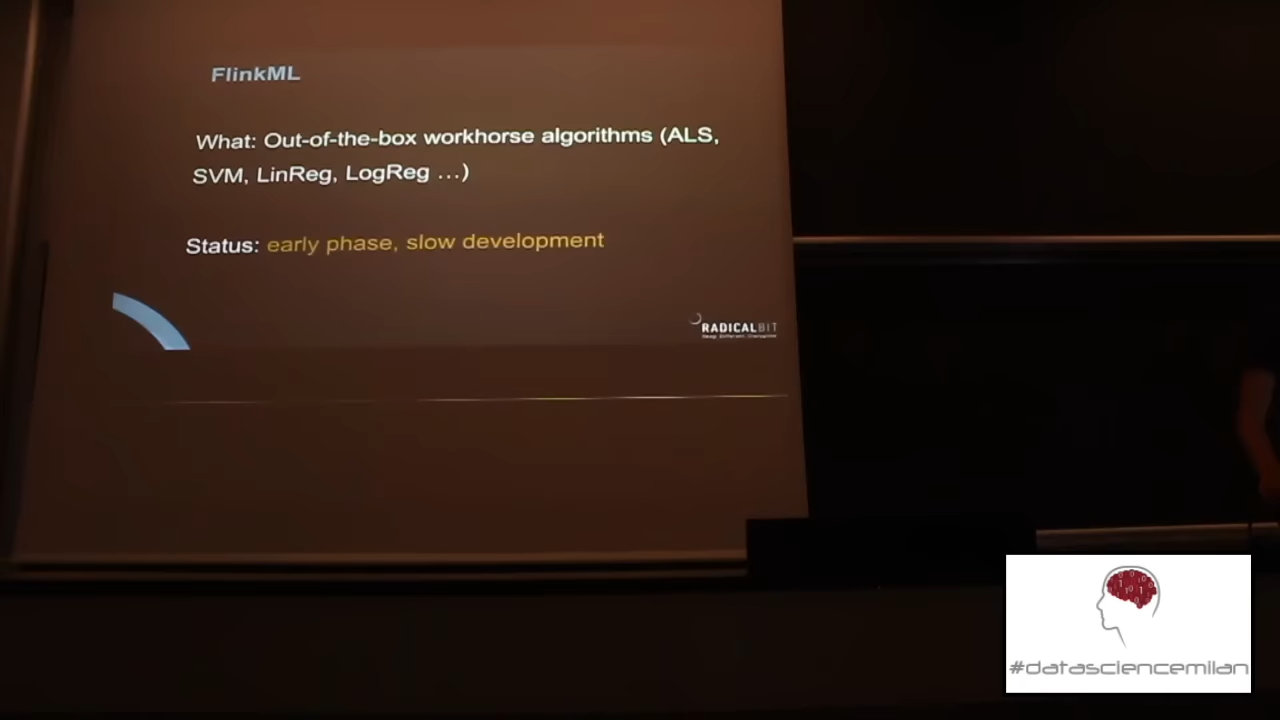 FlinkML
What: Out-of-the-box workhorse algorithms (ALS,
SVM, LinReg, LogReg ...)
Status: early phase, slow development
RADICALBIT
#datasciencemilan